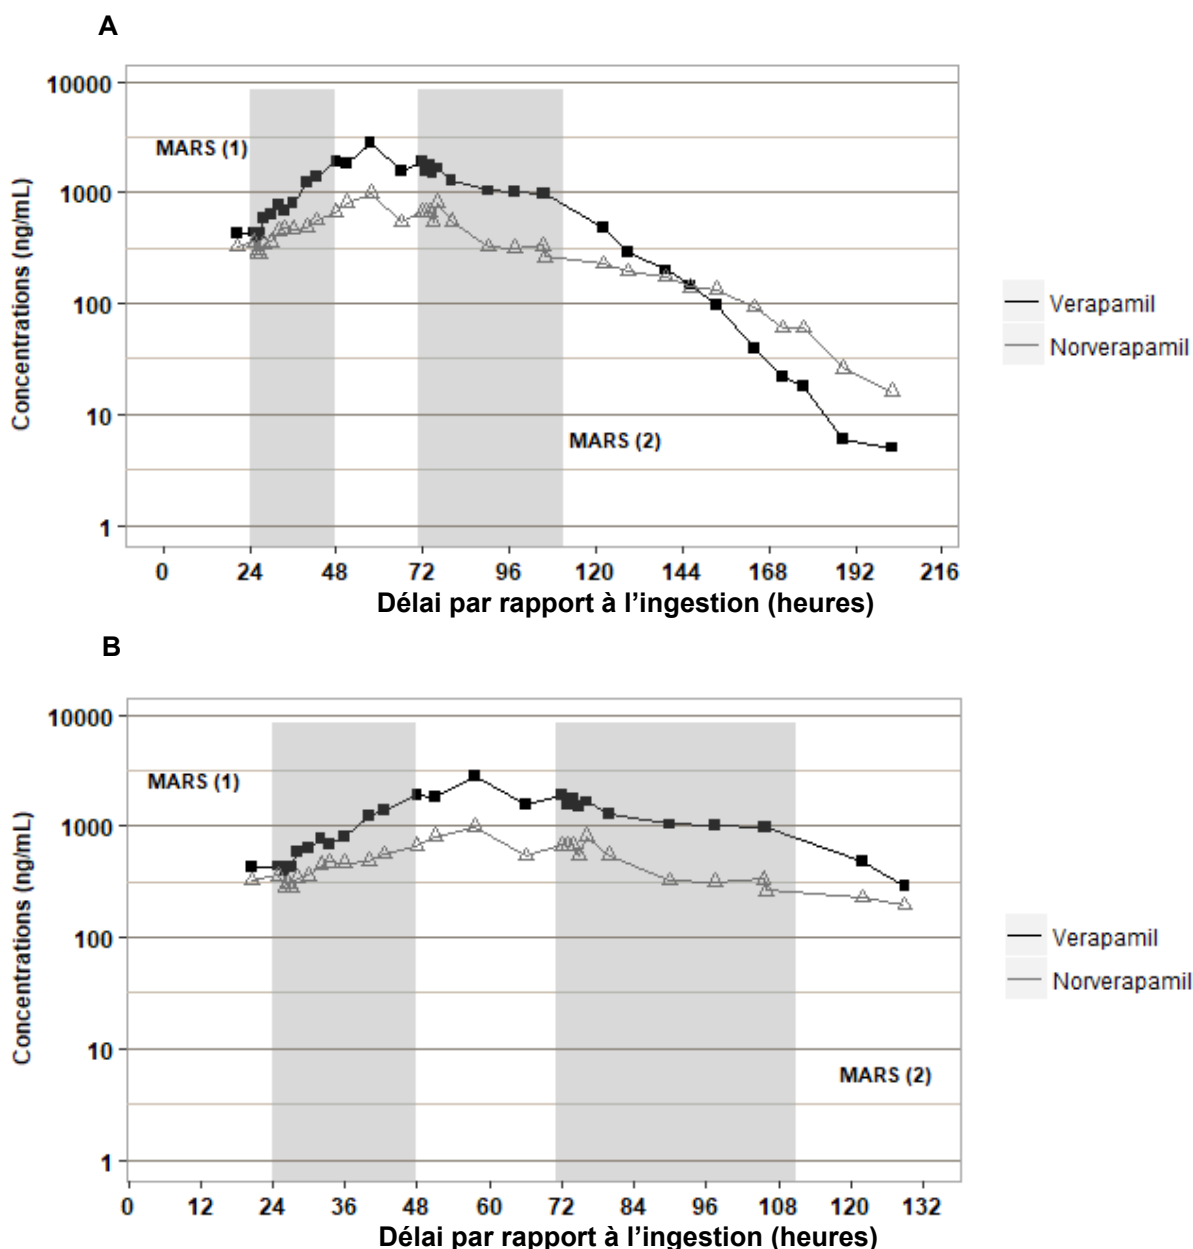 A
10000
1000
100
10
1
Concentrations (ng/mL)
MARS (1)
MARS (2)
0 24 48 72 96 120 144 168 192 216
Délai par rapport à l’ingestion (heures)
Verapamil
Norverapamil
B
10000
1000
100
10
1
Concentrations (ng/mL)
MARS (1)
MARS (2)
0 12 24 36 48 60 72 84 96 108 120 132
Délai par rapport à l’ingestion (heures)
Verapamil
Norverapamil